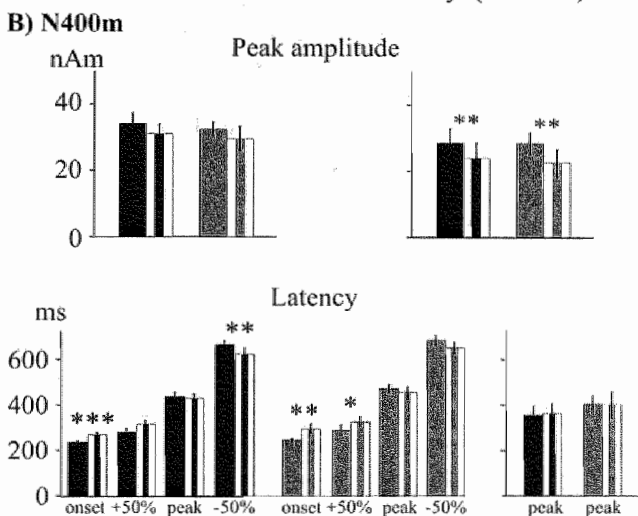 B) N400m
Peak amplitude
nAm
40
20
0
** **
Latency
ms
600
400
200
0
*** ** ** *
onset +50% peak -50% onset +50% peak -50% peak peak